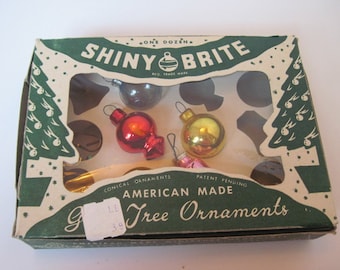 ONE DOZEN
SHINY BRITE
REG. TRADE MARK
CONICAL ORNAMENTS PATENT PENDING
AMERICAN MADE
Tree Ornaments